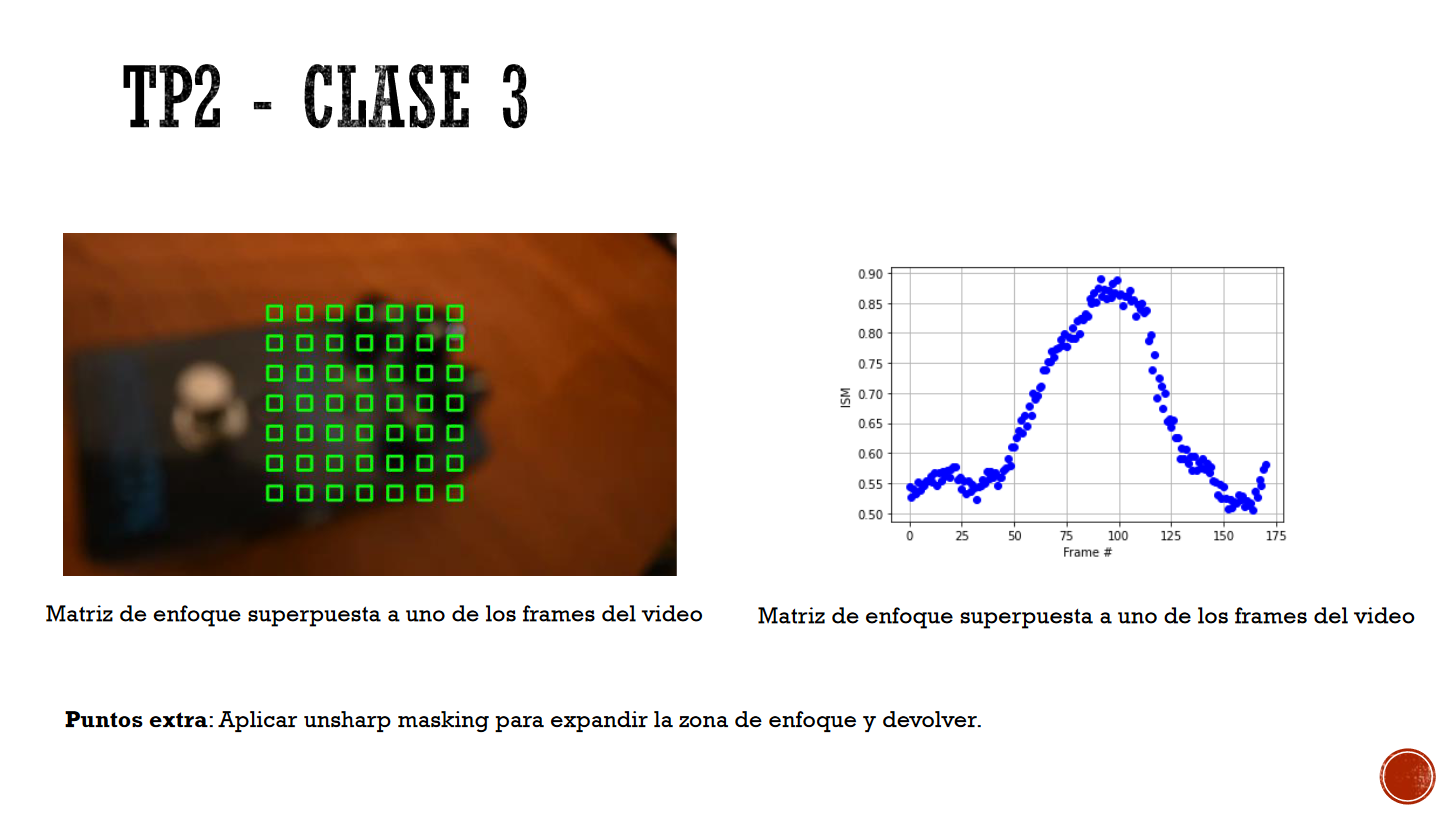 TP2 - CLASE 3
0.90
0.85
0.80
0.75
0.70
0.65
0.60
0.55
0.50
ISM
0 25 50 75 100 125 150 175
Frame #
Matriz de enfoque superpuesta a uno de los frames del video
Matriz de enfoque superpuesta a uno de los frames del video
Puntos extra: Aplicar unsharp masking para expandir la zona de enfoque y devolver.